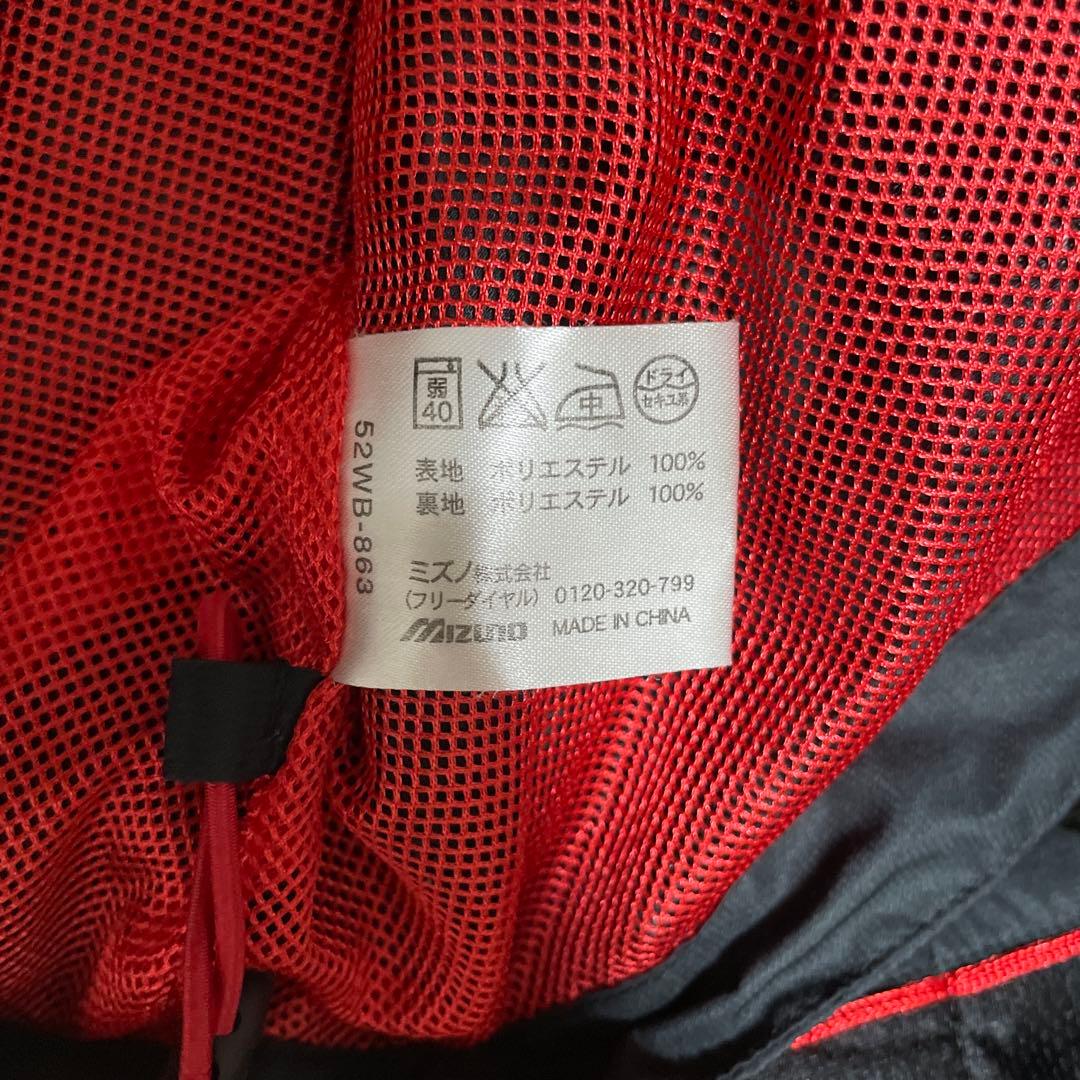 弱
40
中
ドライ
セキユ系
52WB-863
表地 ポリエステル 100%
裏地 ポリエステル 100%
ミズノ株式会社
(フリーダイヤル) 0120-320-799
MIZUNO MADE IN CHINA